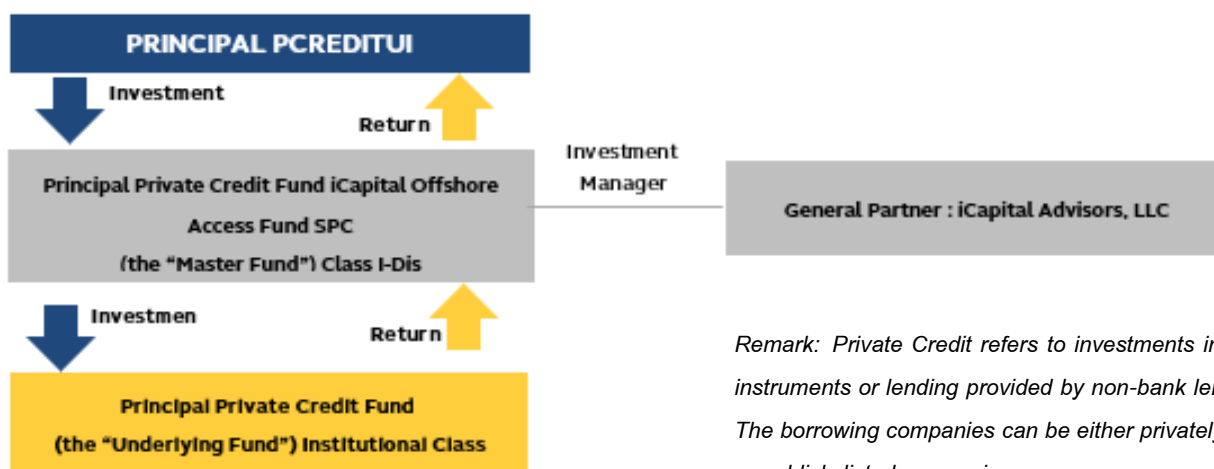 PRINCIPAL PCREDITUI
Investment
Return
Principal Private Credit Fund iCapital Offshore
Access Fund SPC
(the “Master Fund”) Class I-Dis
Investment
Manager
General Partner : iCapital Advisors, LLC
Investmen
Return
Principal Private Credit Fund
(the “Underlying Fund”) Institutional Class
Remark: Private Credit refers to investments in
instruments or lending provided by non-bank
The borrowing companies can be either